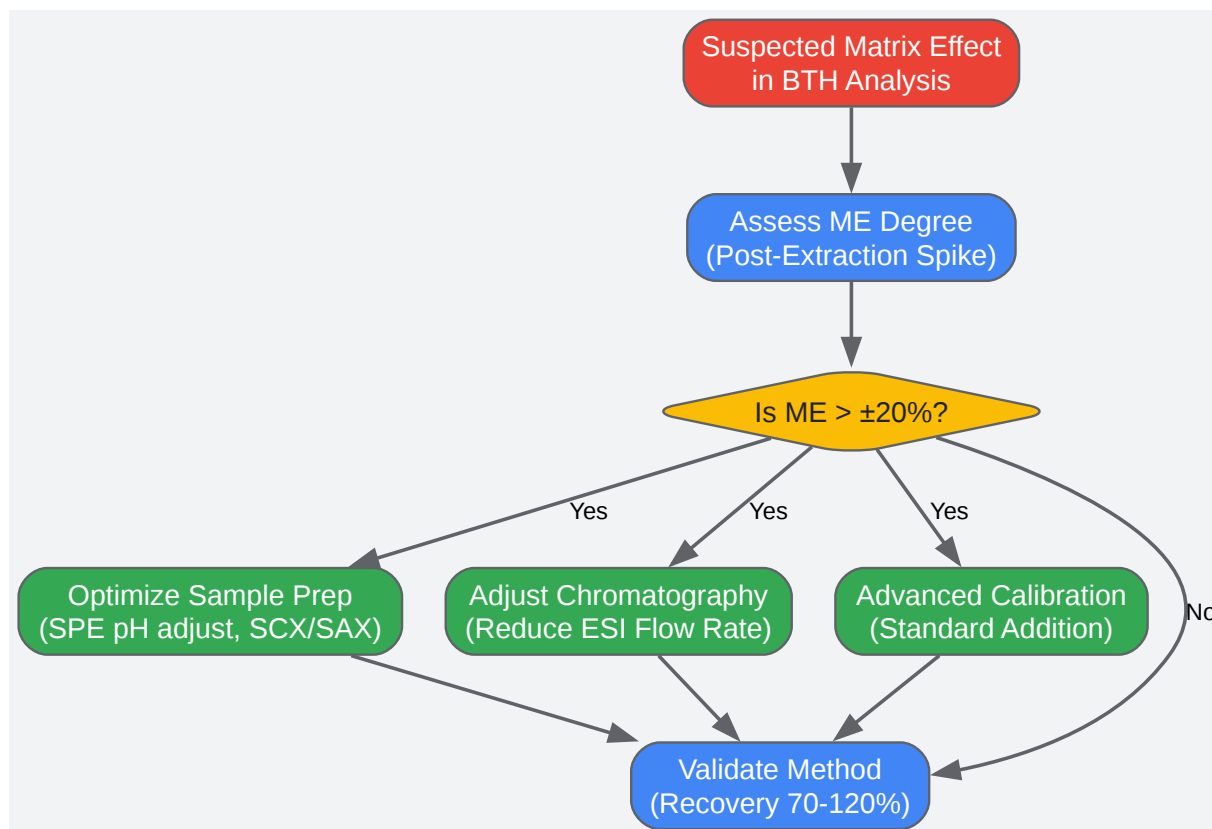 Suspected Matrix Effect
in BTH Analysis
Assess ME Degree
(Post-Extraction Spike)
Is ME > ±20%?
Yes
Yes
Yes
No
Optimize Sample Prep
(SPE pH adjust, SCX/SAX)
Adjust Chromatography
(Reduce ESI Flow Rate)
Advanced Calibration
(Standard Addition)
Validate Method
(Recovery 70-120%)